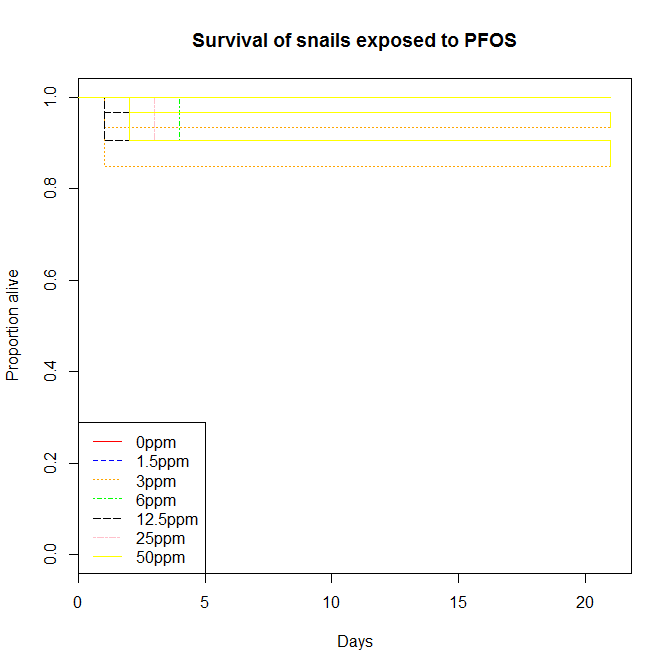 Survival of snails exposed to PFOS
Proportion alive
1.0
0.8
0.6
0.4
0.2
0.0
0ppm
1.5ppm
3ppm
6ppm
12.5ppm
25ppm
50ppm
0 5 10 15 20
Days